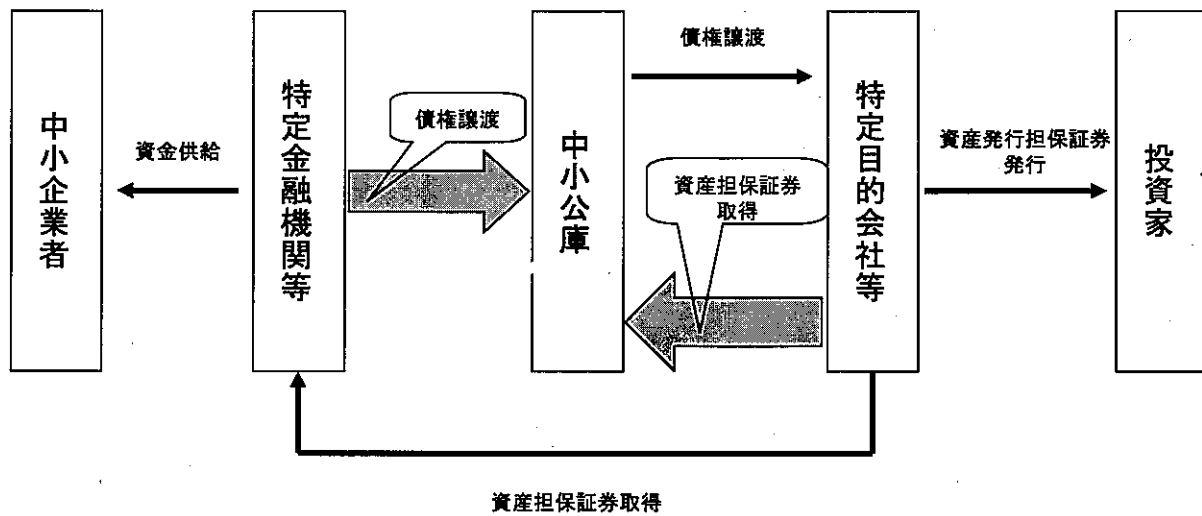 中小企業者
資金供給
特定金融機関等
債権譲渡
中小公庫
債権譲渡
資産担保証券
取得
特定目的会社等
資産発行担保証券
発行
投資家
資産担保証券取得